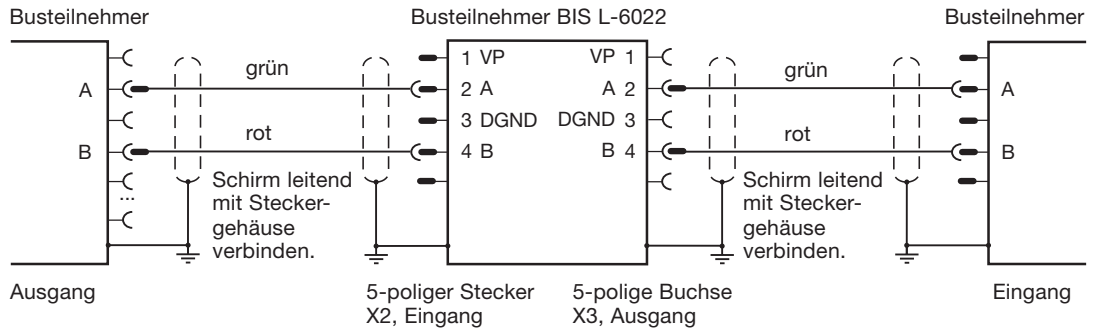 Busteilnehmer
Busteilnehmer BIS L-6022
Busteilnehmer
grün
1 VP
VP 1
grün
A
2 A
A 2
A
3 DGND
DGND 3
rot
rot
B
4 B
B 4
B
...
Schirm leitend
mit Stecker-
gehäuse
verbinden.
Schirm leitend
mit Stecker-
gehäuse
verbinden.
Ausgang
5-poliger Stecker
X2, Eingang
5-polige Buchse
X3, Ausgang
Eingang